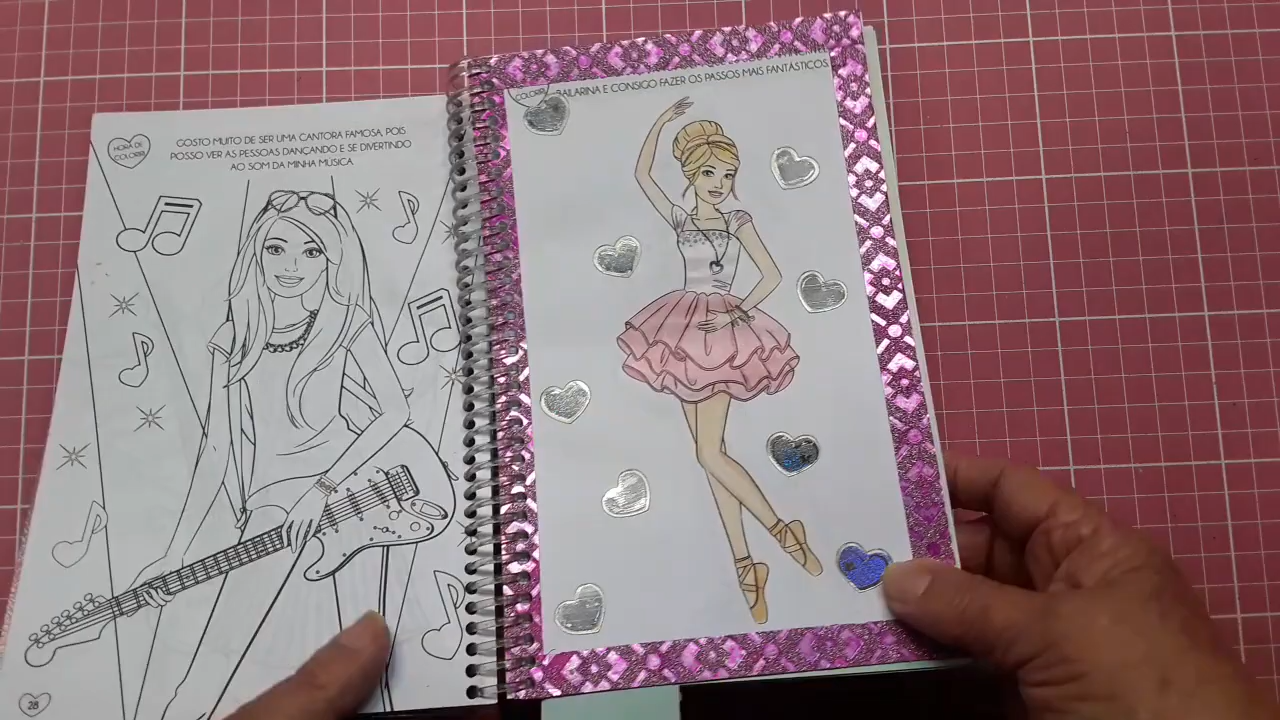 HORA DE
COLORIR
GOSTO MUITO DE SER UMA CANTORA FAMOSA, POIS
POSSO VER AS PESSOAS DANÇANDO E SE DIVERTINDO
AO SOM DA MINHA MÚSICA.
28
COLORIR
BAILARINA E CONSIGO FAZER OS PASSOS MAIS FANTÁSTICOS.